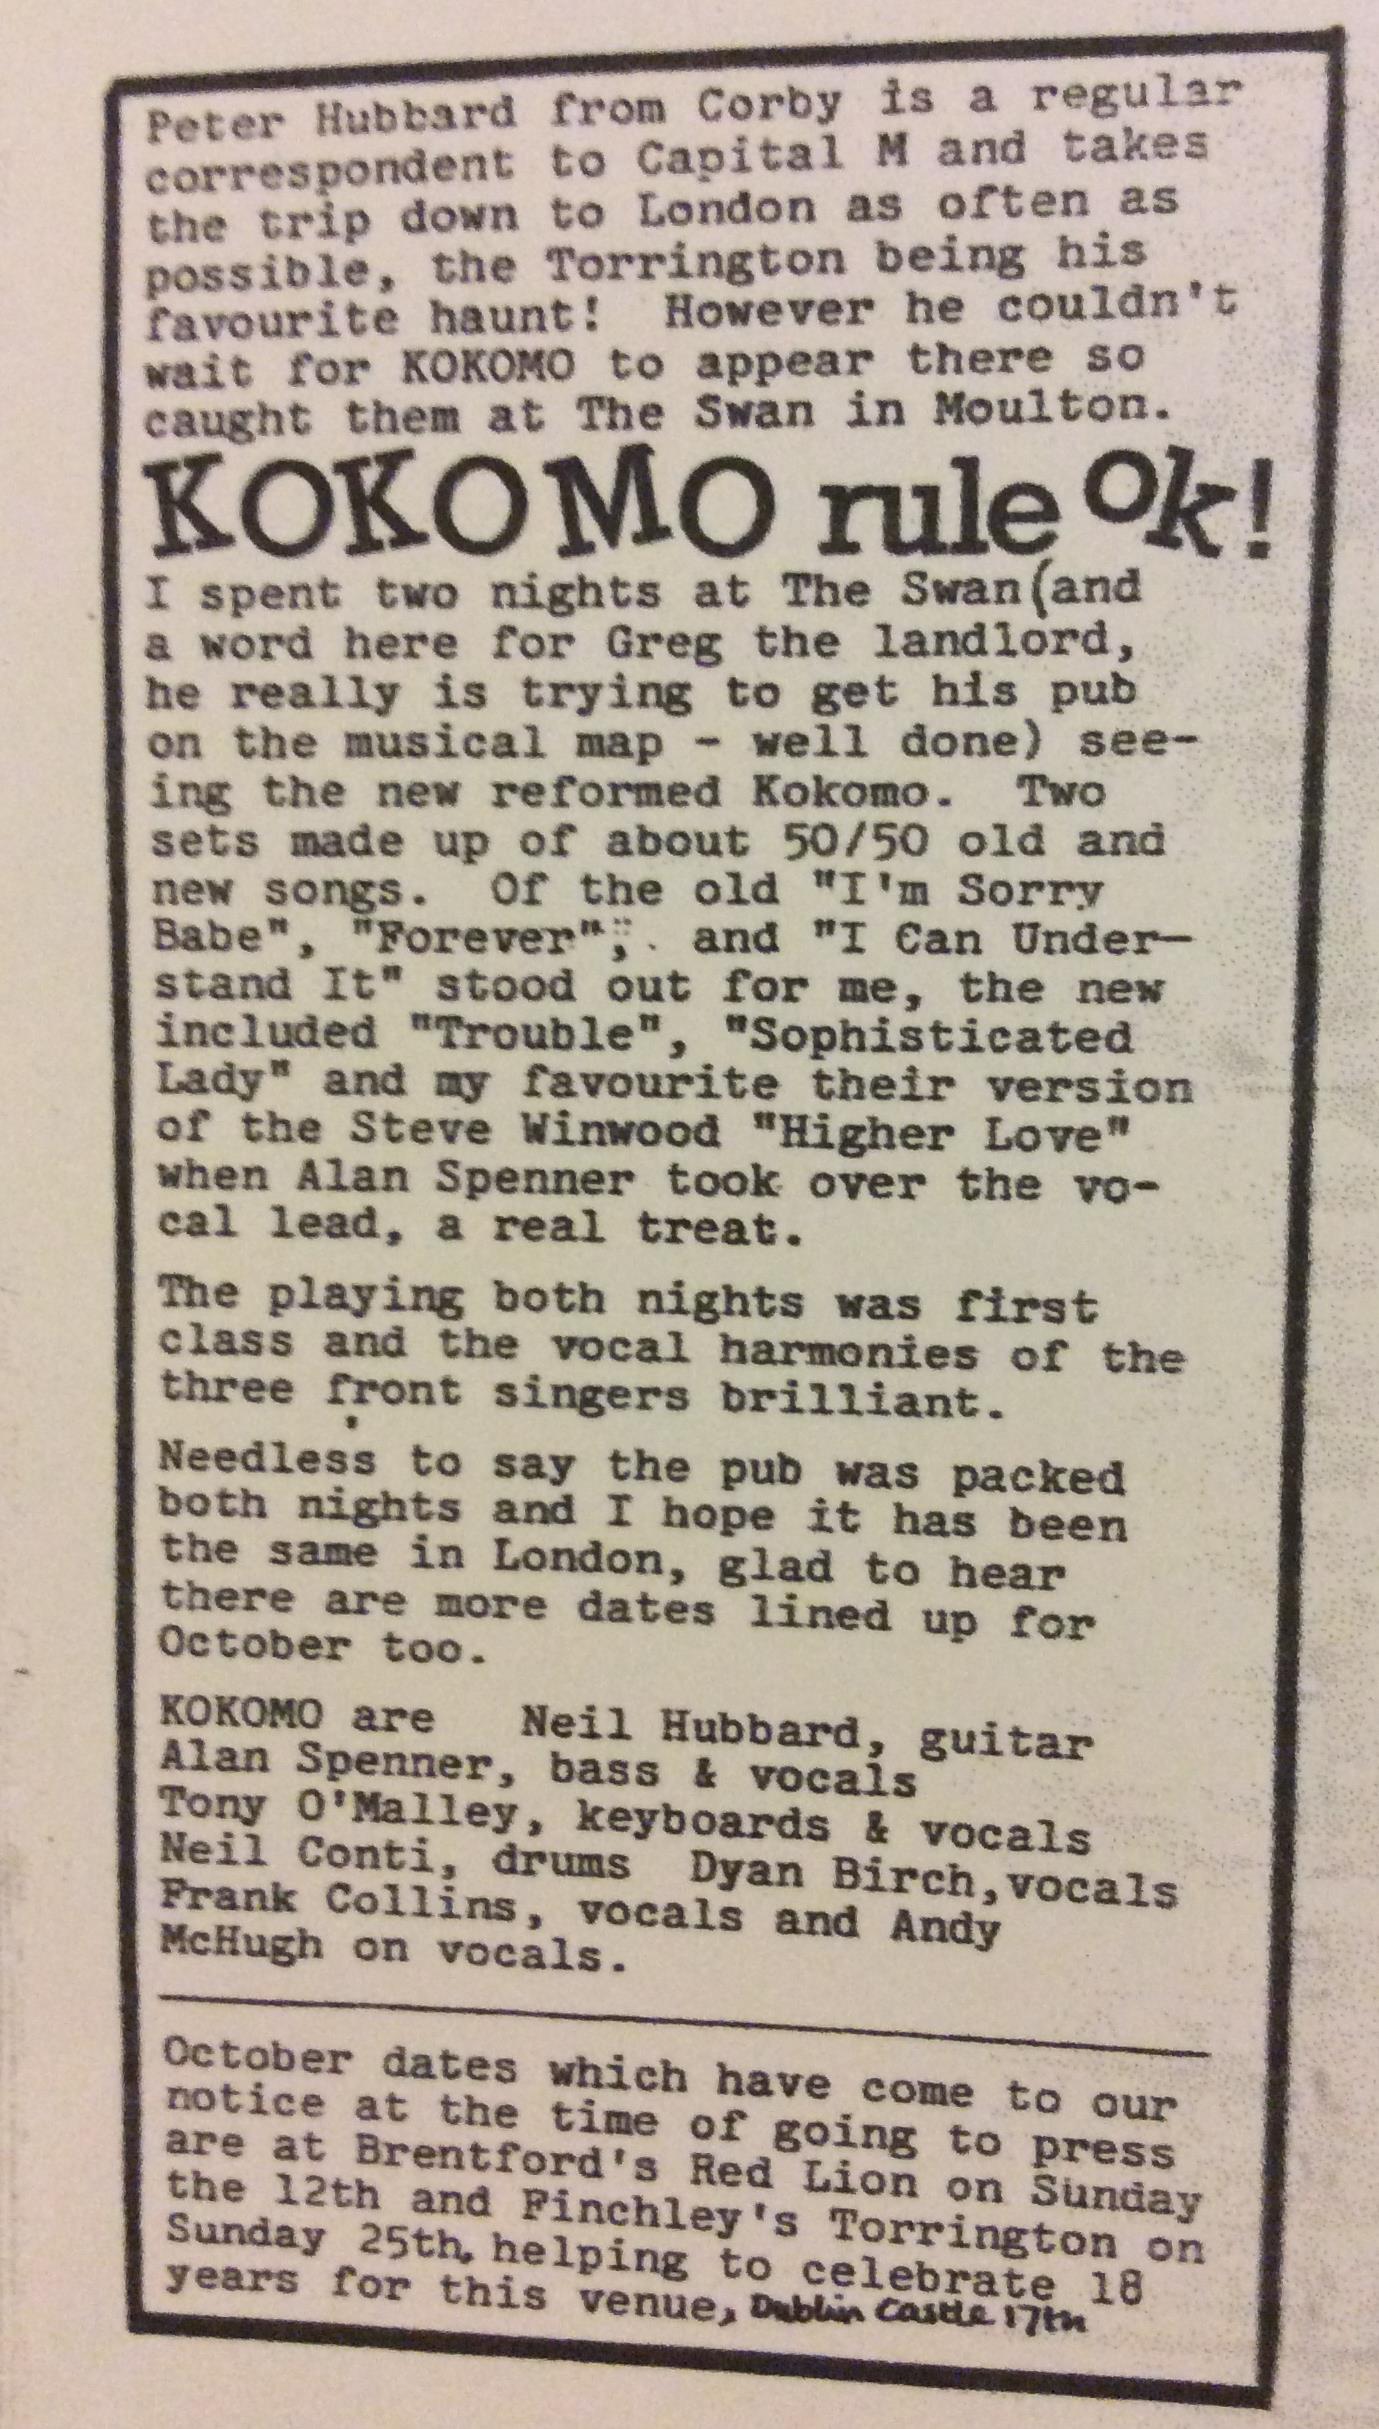 Peter Hubbard from Corby is a regular
correspondent to Capital M and takes
the trip down to London as often as
possible, the Torrington being his
favourite haunt!  However he couldn't
wait for KOKOMO to appear there so
caught them at The Swan in Moulton.
KOKOMO rule ok!
I spent two nights at The Swan(and
a word here for Greg the landlord,
he really is trying to get his pub
on the musical map - well done) see-
ing the new reformed Kokomo.  Two
sets made up of about 50/50 old and
new songs.  Of the old "I'm Sorry
Babe", "Forever", and "I Can Under-
stand It" stood out for me, the new
included "Trouble", "Sophisticated
Lady" and my favourite their version
of the Steve Winwood "Higher Love"
when Alan Spenner took over the vo-
cal lead, a real treat.
The playing both nights was first
class and the vocal harmonies of the
three front singers brilliant.
Needless to say the pub was packed
both nights and I hope it has been
the same in London, glad to hear
there are more dates lined up for
October too.
KOKOMO are   Neil Hubbard, guitar
Alan Spenner, bass & vocals
Tony O'Malley, keyboards & vocals
Neil Conti, drums  Dyan Birch,vocals
Frank Collins, vocals and Andy
McHugh on vocals.
October dates which have come to our
notice at the time of going to press
are at Brentford's Red Lion on Sunday
the 12th and Finchley's Torrington on
Sunday 25th, helping to celebrate 18
years for this venue, Dublin Castle 17th